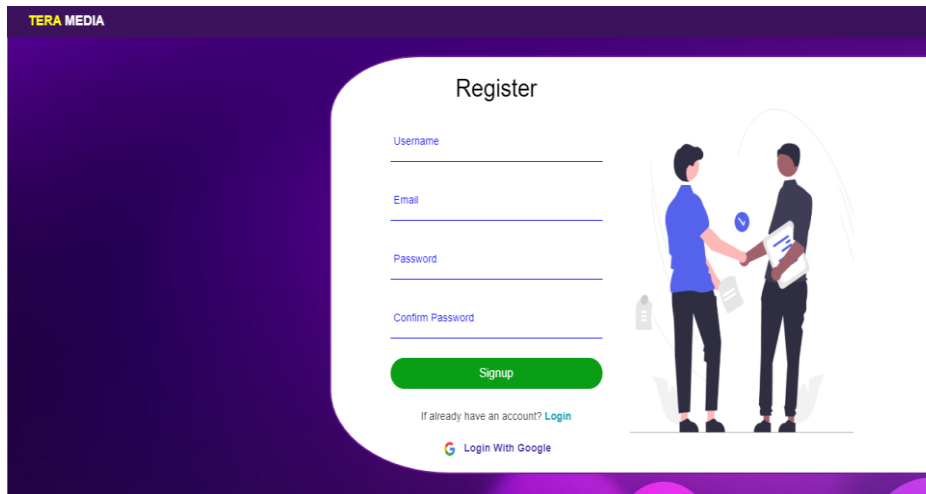 TERA MEDIA
Register
Username
Email
Password
Confirm Password
Signup
If already have an account? Login
Login With Google